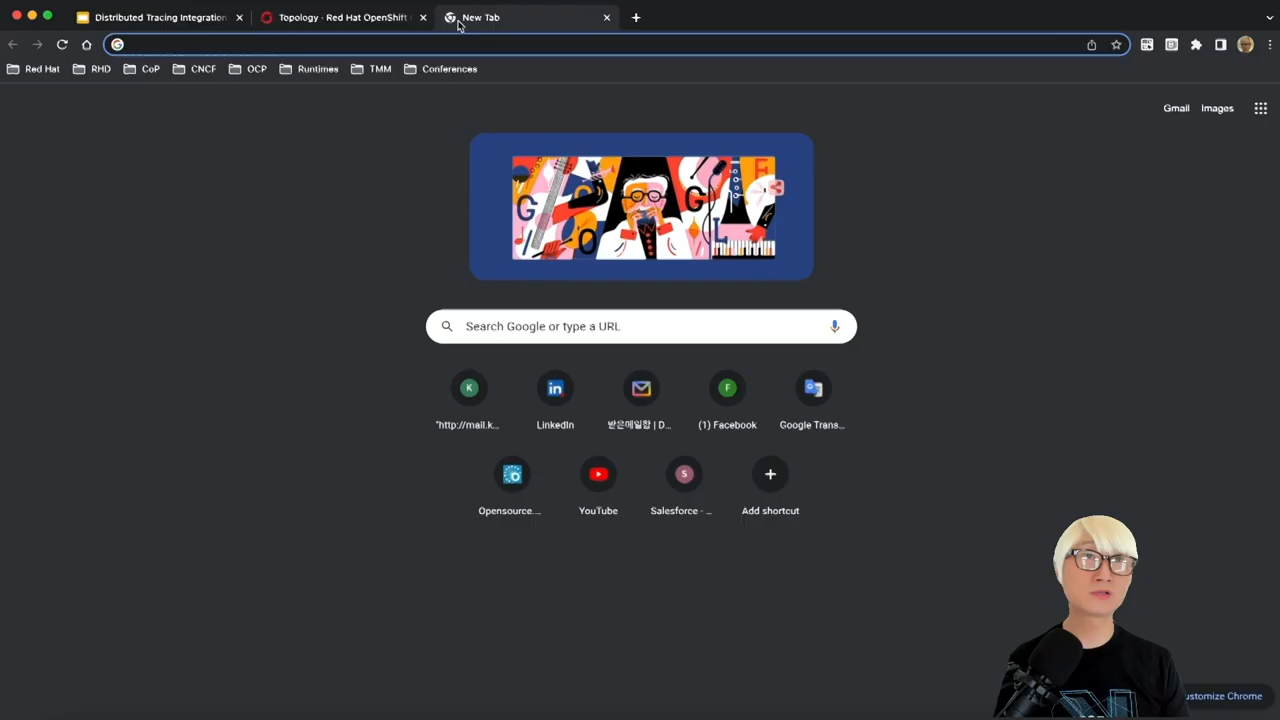 Distributed Tracing Integration
Topology · Red Hat OpenShift
New Tab
Red Hat
RHD
CoP
CNCF
OCP
Runtimes
TMM
Conferences
Gmail
Images
G
O
G
L
E
Search Google or type a URL
K
in
F
"http://mail.k...
LinkedIn
받은메일함 | D...
(1) Facebook
Google Trans...
S
Opensource....
YouTube
Salesforce - ...
Add shortcut
ustomize Chrome